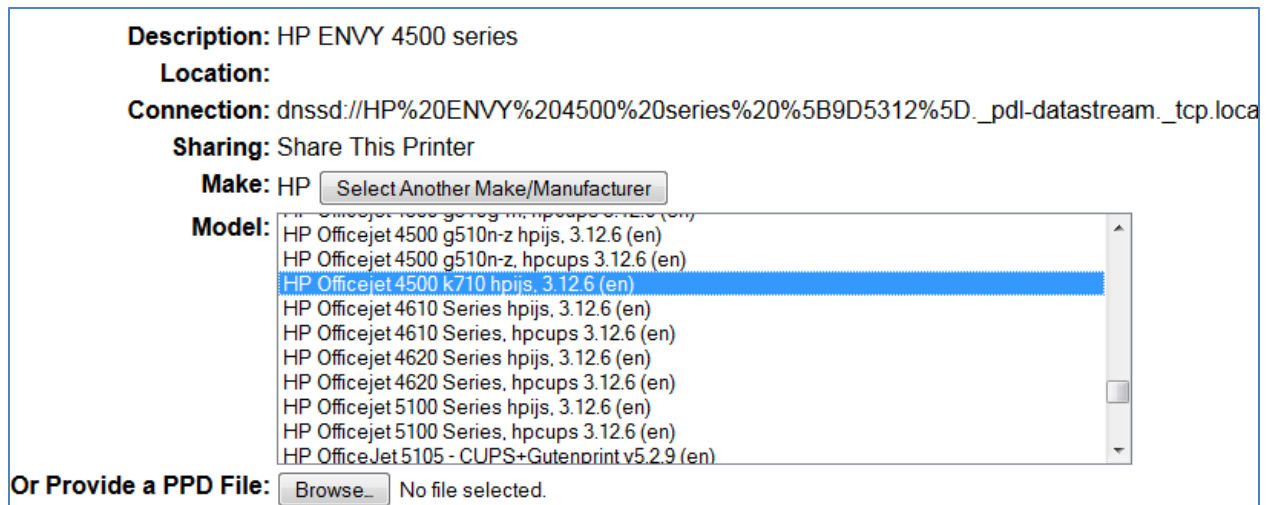 Description: HP ENVY 4500 series
Location:
Connection: dnssd://HP%20ENVY%204500%20series%20%5B9D5312%5D._pdl-datastream._tcp.loca
Sharing: Share This Printer
Make: HP Select Another Make/Manufacturer
Model:
HP Officejet 4500 g510n-z hpijs, 3.12.6 (en)
HP Officejet 4500 g510n-z, hpcups 3.12.6 (en)
HP Officejet 4500 k710 hpijs, 3.12.6 (en)
HP Officejet 4610 Series hpijs, 3.12.6 (en)
HP Officejet 4610 Series, hpcups 3.12.6 (en)
HP Officejet 4620 Series hpijs, 3.12.6 (en)
HP Officejet 4620 Series, hpcups 3.12.6 (en)
HP Officejet 5100 Series hpijs, 3.12.6 (en)
HP Officejet 5100 Series, hpcups 3.12.6 (en)
HP OfficeJet 5105 - CUPS+Gutenprint v5.2.9 (en)
Or Provide a PPD File: Browse_ No file selected.